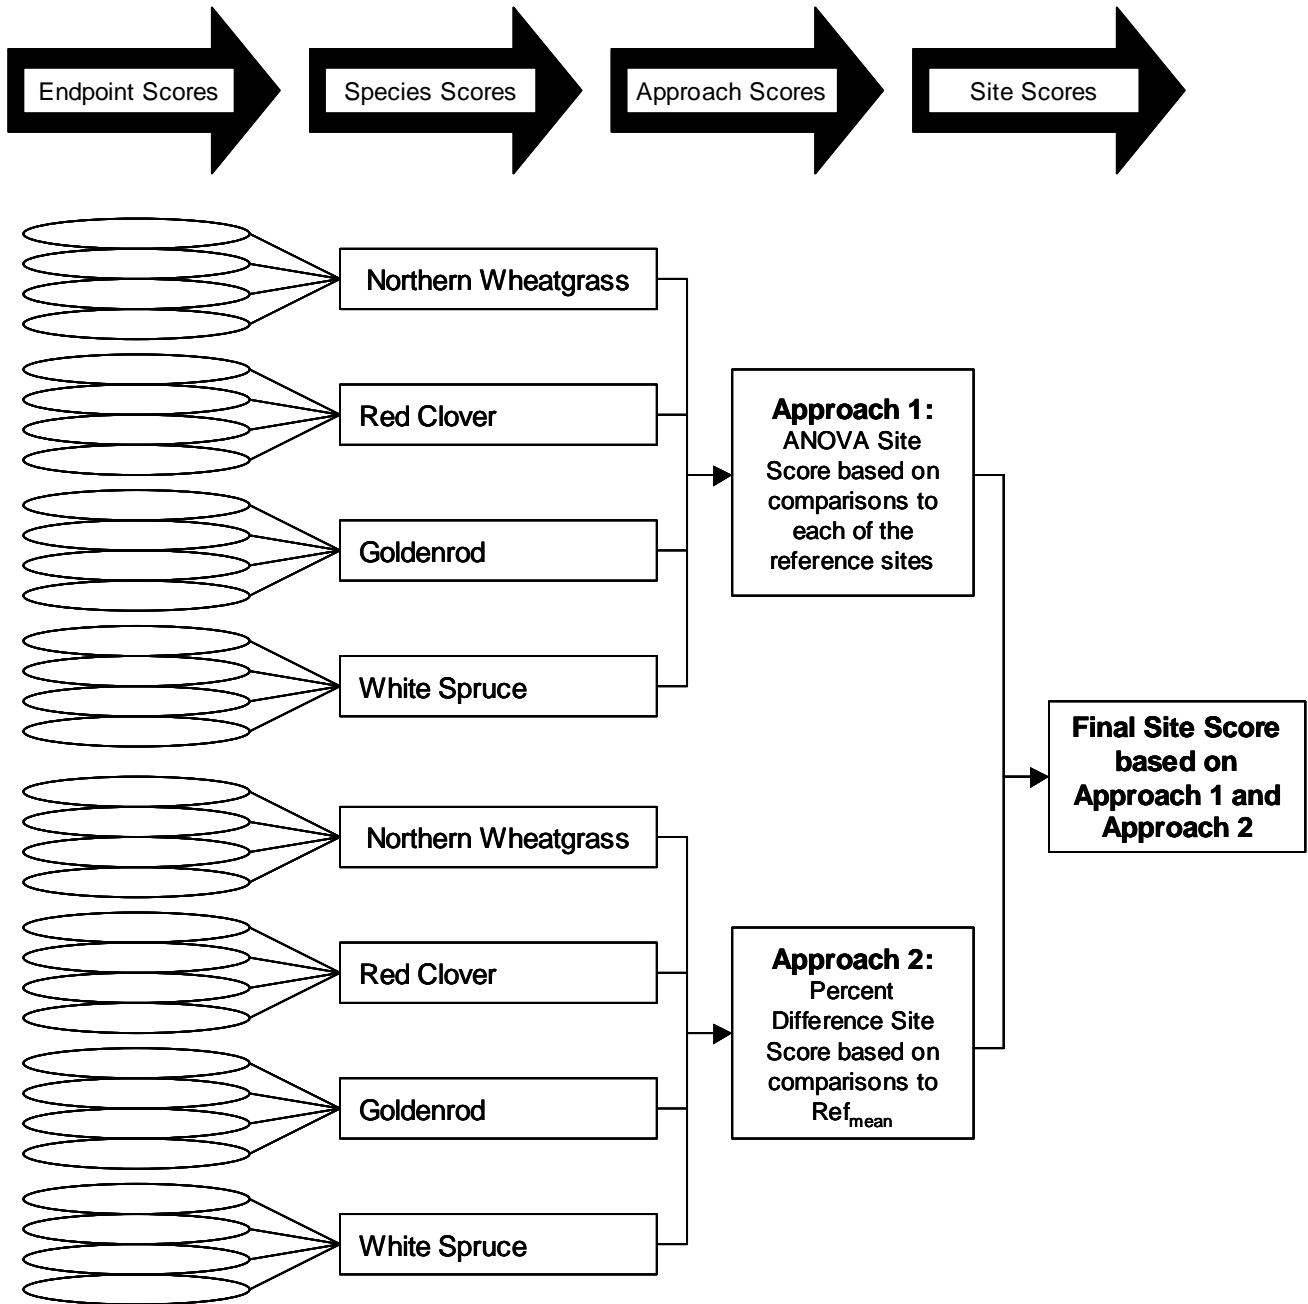 Endpoint Scores
Species Scores
Approach Scores
Site Scores
Northern Wheatgrass
Red Clover
Goldenrod
White Spruce
Approach 1:
ANOVA Site
Score based on
comparisons to
each of the
reference sites
Final Site Score
based on
Approach 1 and
Approach 2
Northern Wheatgrass
Red Clover
Goldenrod
White Spruce
Approach 2:
Percent
Difference Site
Score based on
comparisons to
Refmean